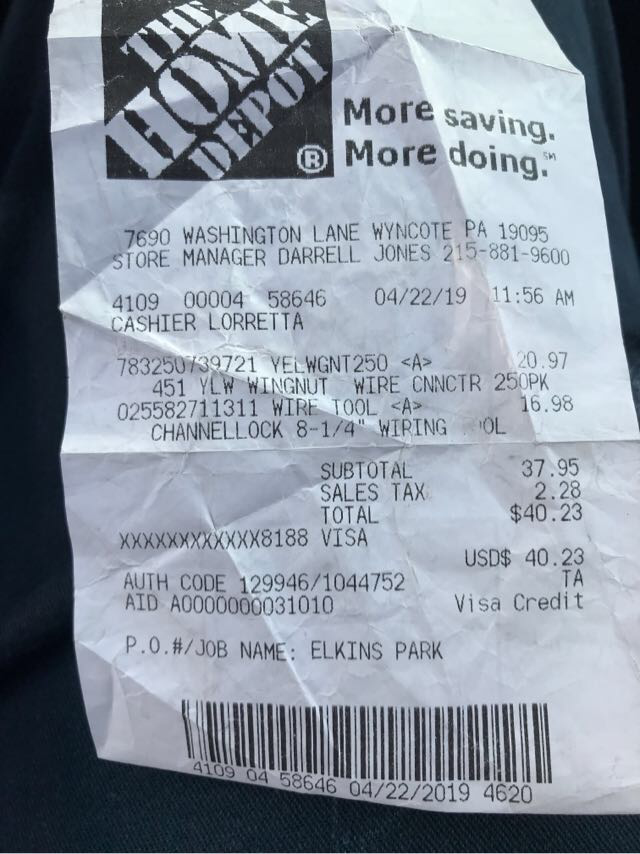 THE
HOME
DEPOT
®
More saving.
More doing.℠
7690 WASHINGTON LANE WYNCOTE PA 19095
STORE MANAGER DARRELL JONES 215-881-9600
4109 00004 58646 04/22/19 11:56 AM
CASHIER LORRETTA
783250739721 YELWGNT250 <A> 20.97
451 YLW WINGNUT WIRE CNNCTR 250PK
025582711311 WIRE TOOL <A> 16.98
CHANNELLOCK 8-1/4" WIRING OL
SUBTOTAL 37.95
SALES TAX 2.28
TOTAL $40.23
XXXXXXXXXXXX8188 VISA
USD$ 40.23
AUTH CODE 129946/1044752 TA
AID A0000000031010 Visa Credit
P.O.#/JOB NAME: ELKINS PARK
4109 04 58646 04/22/2019 4620